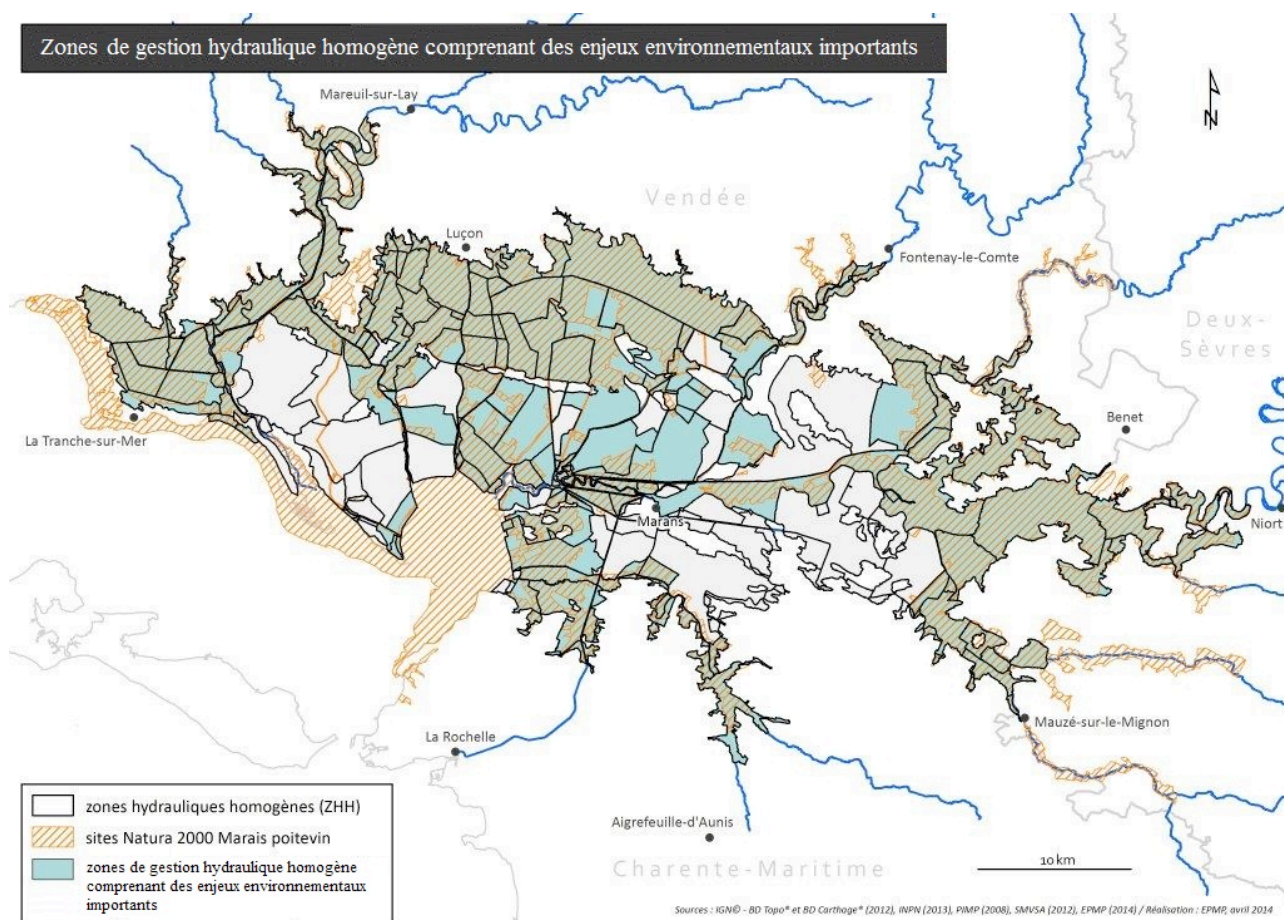 Zones de gestion hydraulique homogène comprenant des enjeux environnementaux importants
Mareuil-sur-Lay
N
Vendée
Luçon
Fontenay-le-Comte
Deux-
Sèvres
Benet
La Tranche-sur-Mer
Marans
Niort
Mauzé-sur-le-Mignon
La Rochelle
Aigrefeuille-d'Aunis
Charente-Maritime
10 km
zones hydrauliques homogènes (ZHH)
sites Natura 2000 Marais poitevin
zones de gestion hydraulique homogène
comprenant des enjeux environnementaux
importants
Sources : IGN© - BD Topo® et BD Carthage® (2012), INPN (2013), PIMP (2008), SMVSA (2012), EPMP (2014) / Réalisation : EPMP, avril 2014